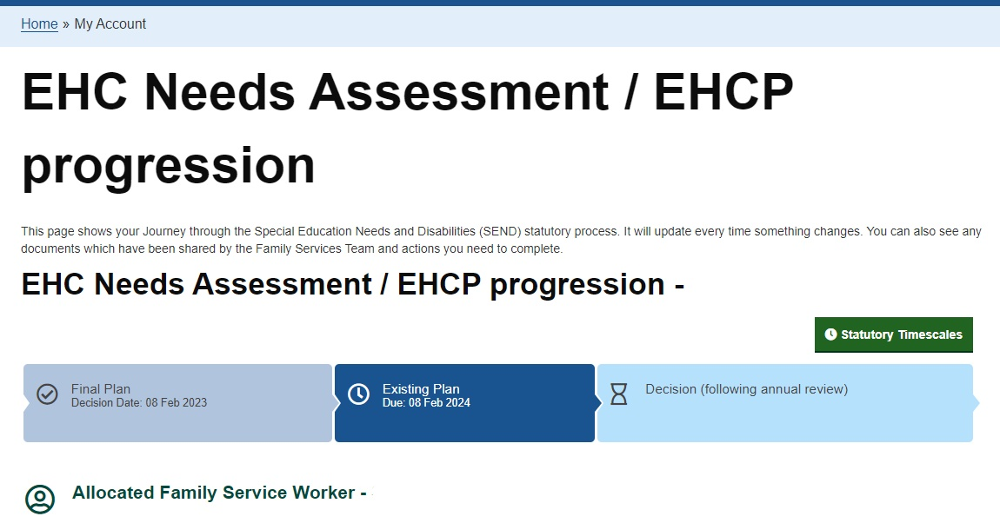 Home » My Account
EHC Needs Assessment / EHCP
progression
This page shows your Journey through the Special Education Needs and Disabilities (SEND) statutory process. It will update every time something changes. You can also see any
documents which have been shared by the Family Services Team and actions you need to complete.
EHC Needs Assessment / EHCP progression -
Statutory Timescales
Final Plan
Decision Date: 08 Feb 2023
Existing Plan
Due: 08 Feb 2024
Decision (following annual review)
Allocated Family Service Worker -